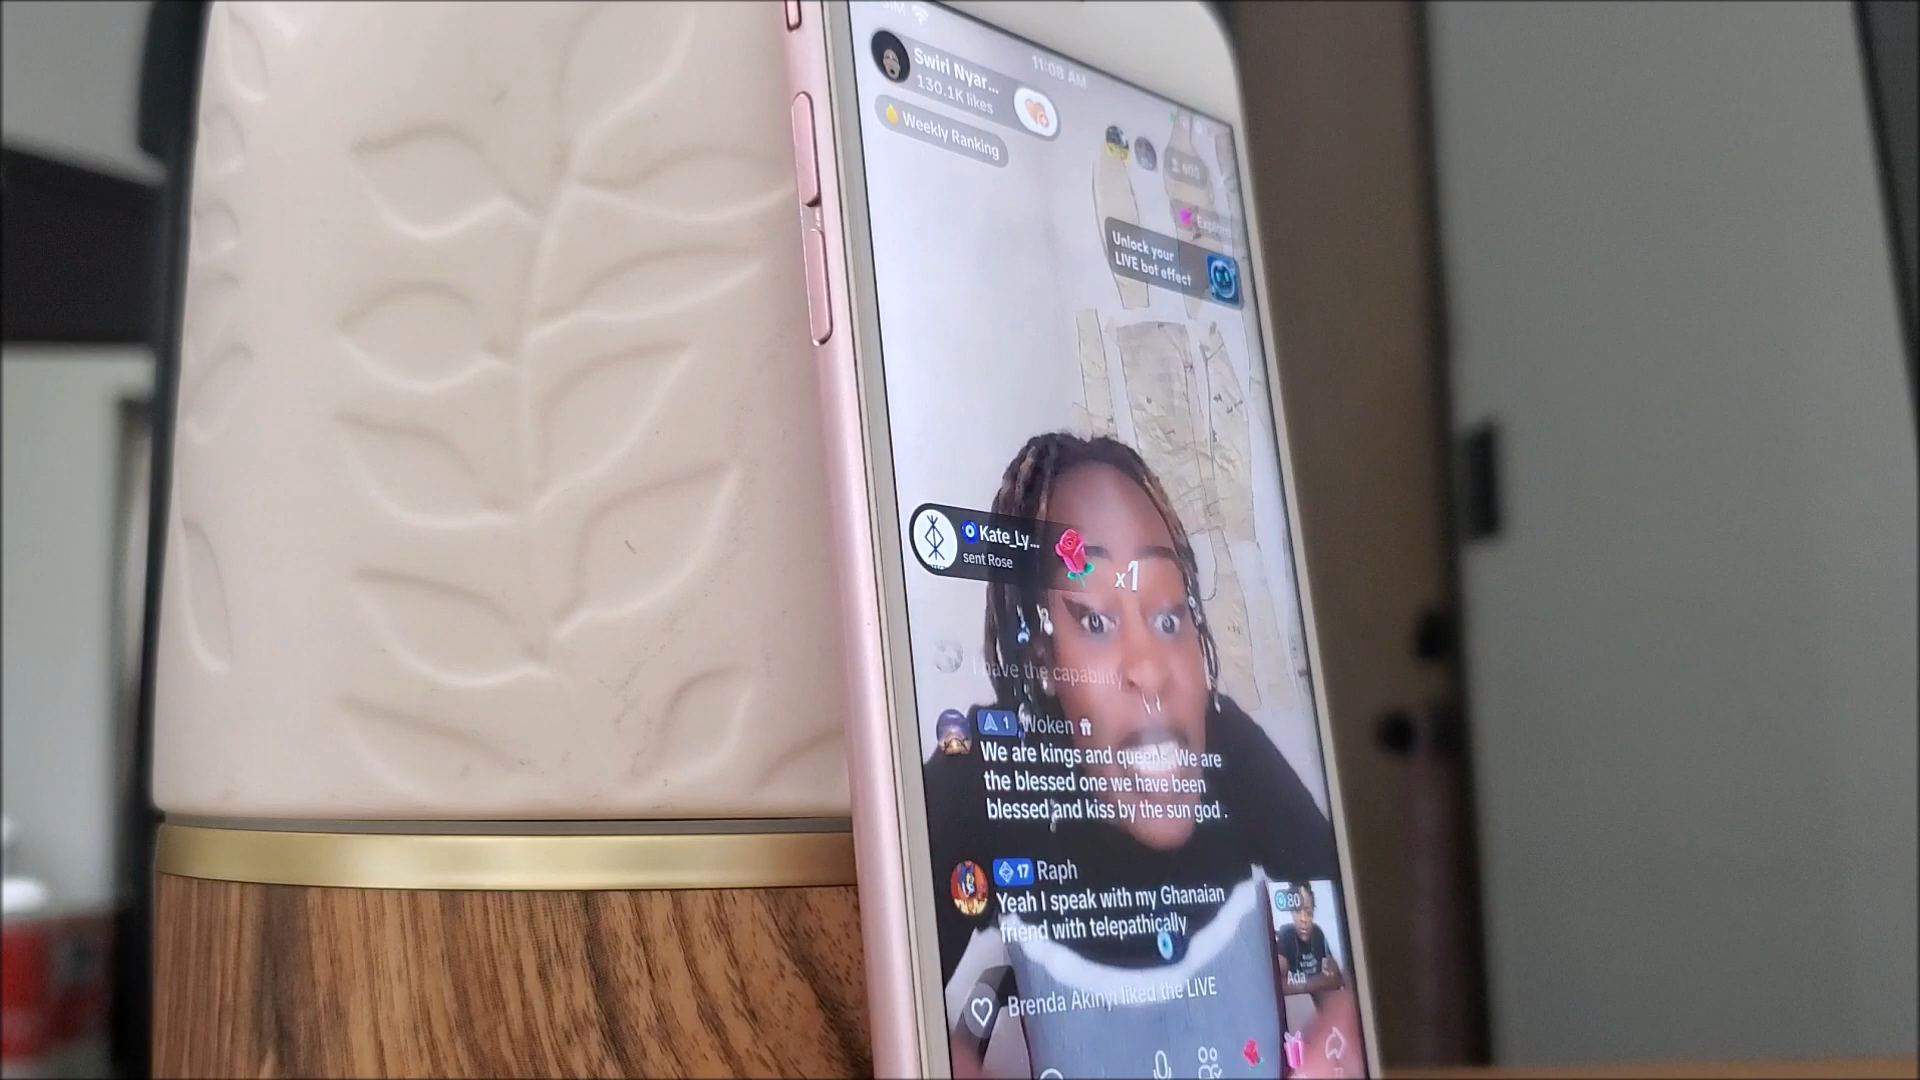 11:08 AM
Swiri Nyar...
130.1K likes
Weekly Ranking
Unlock your
LIVE bot effect
Kate_Ly...
sent Rose
x1
I have the capability
1 Woken
We are kings and queens. We are
the blessed one we have been
blessed and kiss by the sun god .
17 Raph
Yeah I speak with my Ghanaian
friend with telepathically
80
Ada
Brenda Akinyi liked the LIVE